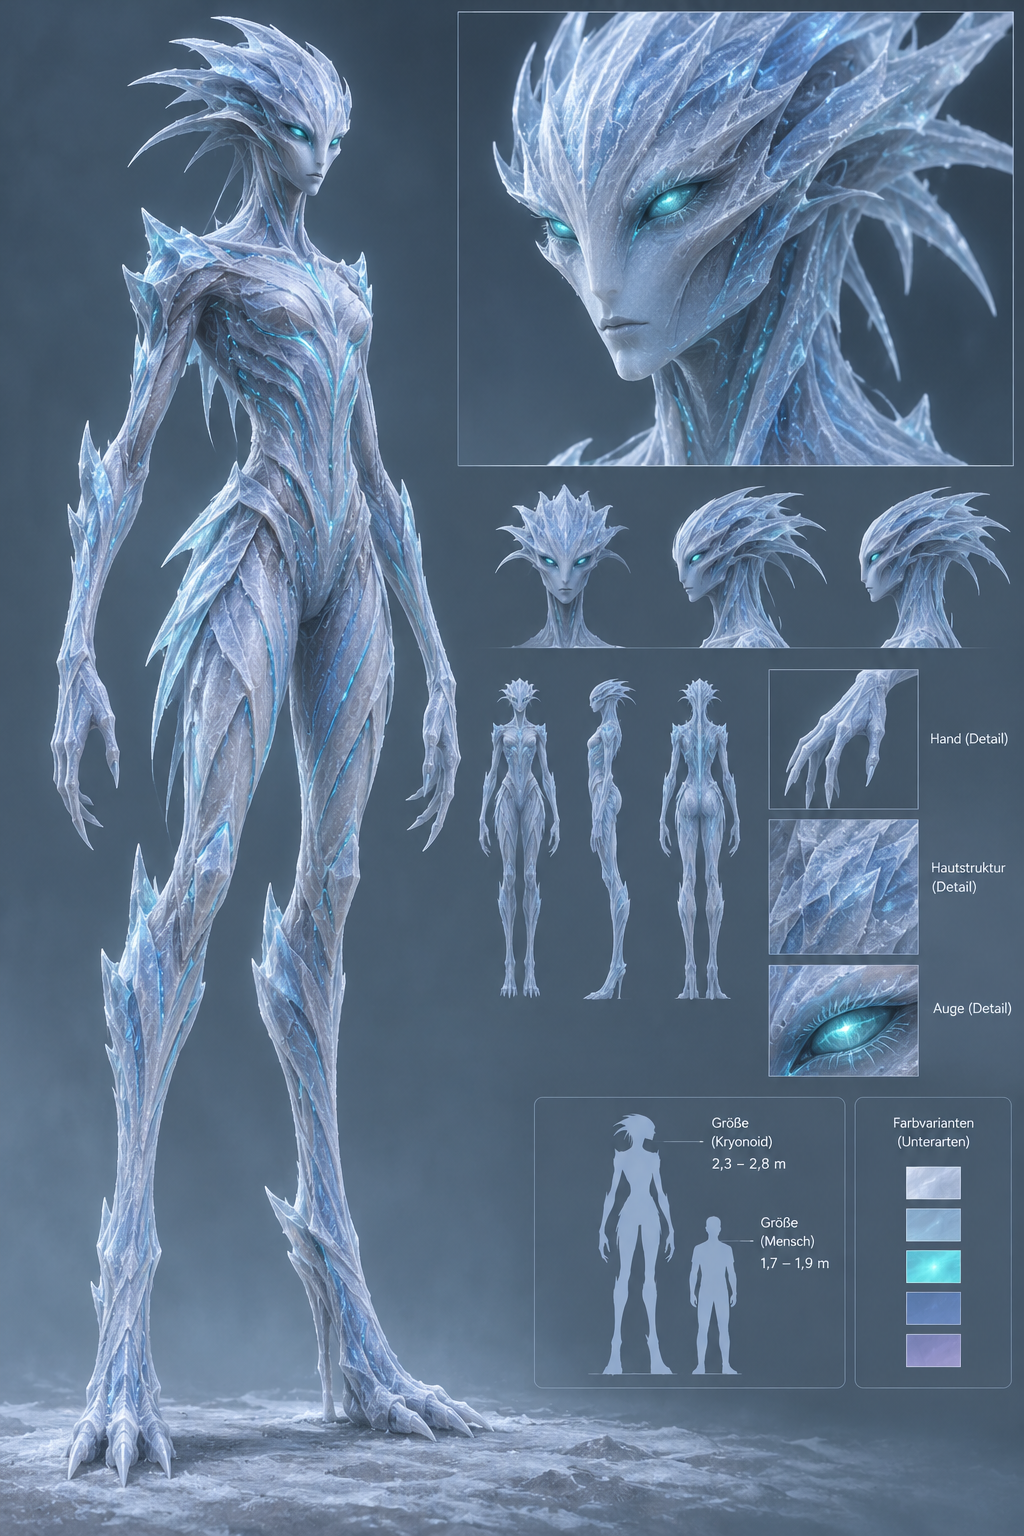 Hand (Detail)
Hautstruktur
(Detail)
Auge (Detail)
Größe
(Kryonoid)
2,3 – 2,8 m
Größe
(Mensch)
1,7 – 1,9 m
Farbvarianten
(Unterarten)